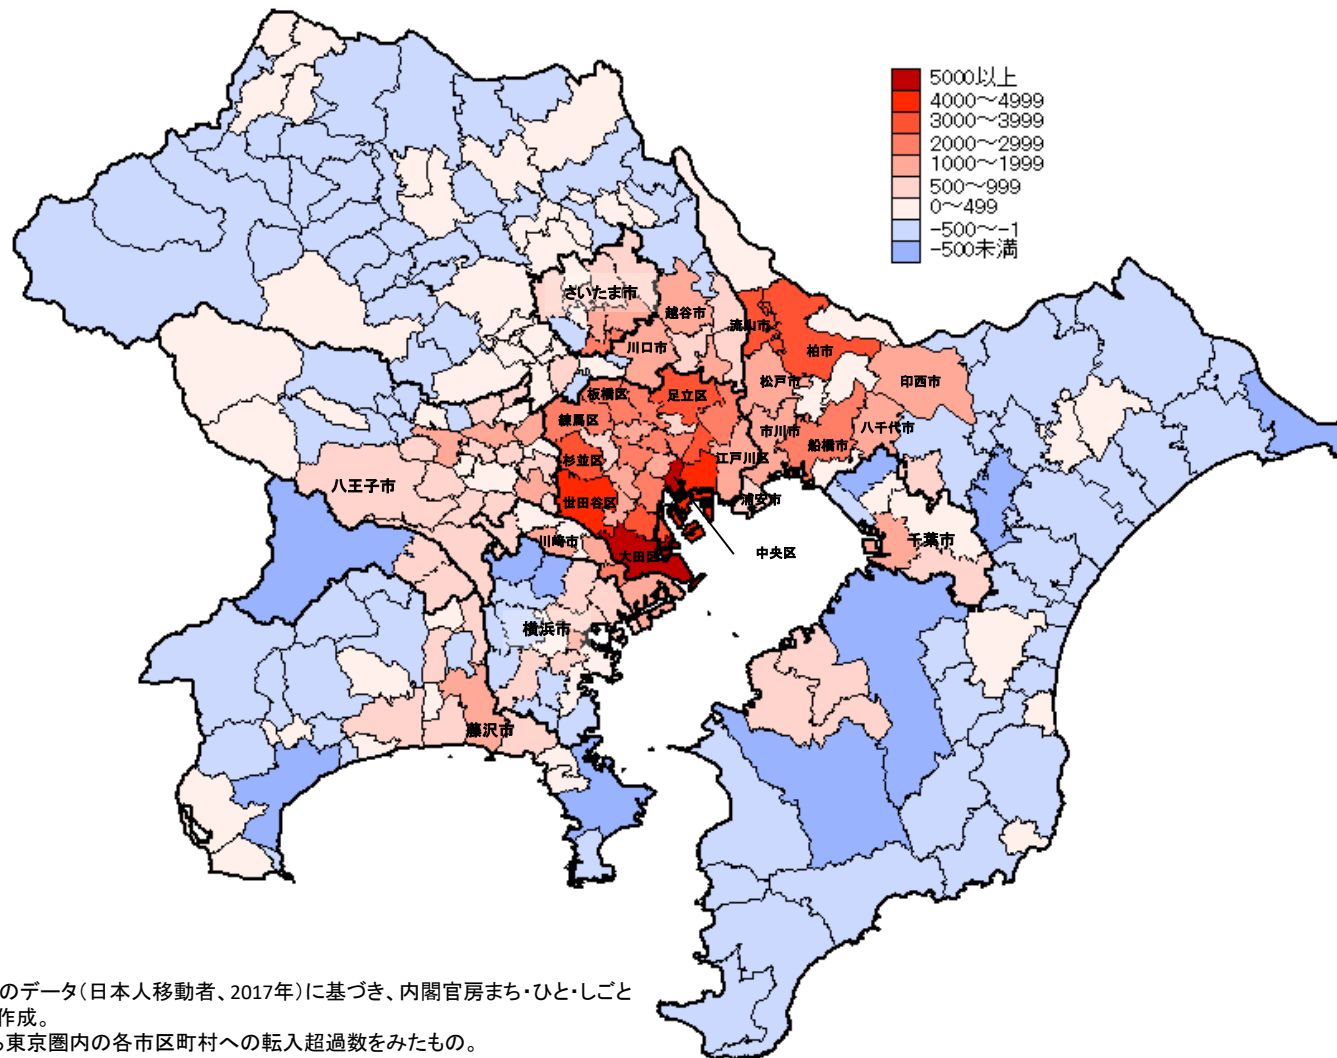 5000以上
4000～4999
3000～3999
2000～2999
1000～1999
500～999
0～499
-500～-1
-500未満
さいたま市
越谷市
流山市
川口市
柏市
松戸市
印西市
板橋区
足立区
練馬区
市川市
八千代市
船橋市
杉並区
江戸川区
八王子市
世田谷区
浦安市
川崎市
大田区
中央区
千葉市
横浜市
藤沢市
のデータ（日本人移動者、2017年）に基づき、内閣官房まち・ひと・しごと
作成。
東京圏内の各市区町村への転入超過数をみたもの。